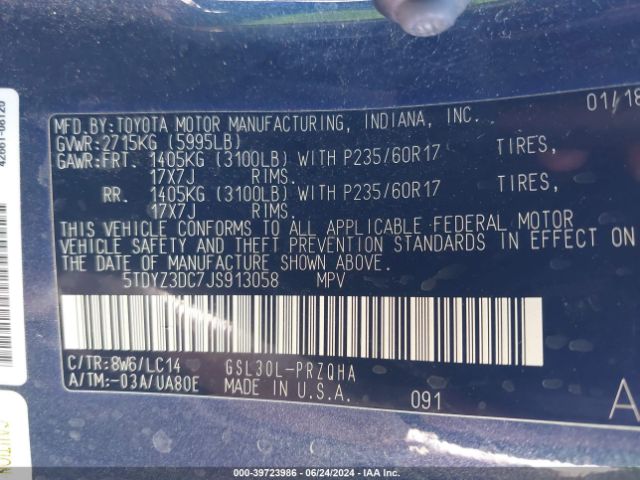 42661-08120
01/18
MFD.BY:TOYOTA MOTOR MANUFACTURING, INDIANA, INC.
GVWR:2715KG (5995LB)
GAWR:FRT. 1405KG (3100LB) WITH P235/60R17 TIRES,
17X7J RIMS.
RR. 1405KG (3100LB) WITH P235/60R17 TIRES,
17X7J RIMS.
THIS VEHICLE CONFORMS TO ALL APPLICABLE FEDERAL MOTOR
VEHICLE SAFETY AND THEFT PREVENTION STANDARDS IN EFFECT ON
THE DATE OF MANUFACTURE SHOWN ABOVE.
5TDYZ3DC7JS913058 MPV
C/TR:8W6/LC14 GSL30L-PRZQHA
A/TM:-03A/UA80E MADE IN U.S.A.
091
A
000-39723986 - 06/24/2024 - IAA Inc.